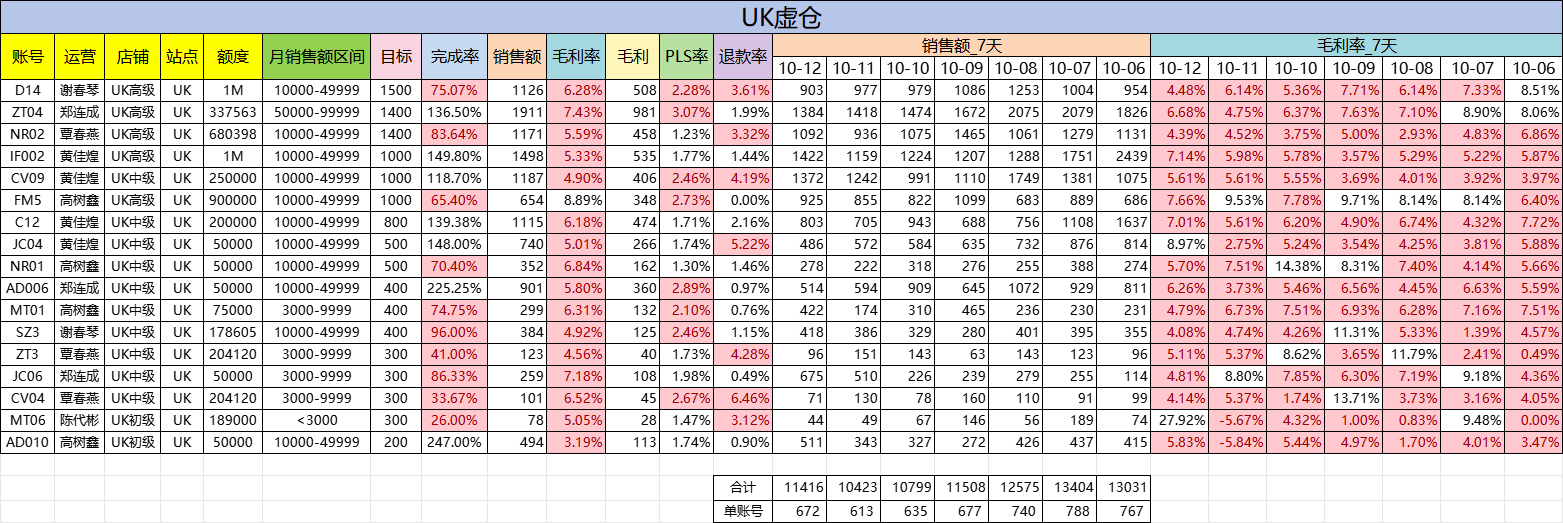 UK虚仓
账号 运营 店铺 站点 额度 月销售额区间 目标 完成率 销售额 毛利率 毛利 PLS率 退款率 销售额_7天 毛利率_7天
10-12 10-11 10-10 10-09 10-08 10-07 10-06 10-12 10-11 10-10 10-09 10-08 10-07 10-06
D14 谢春琴 UK高级 UK 1M 10000-49999 1500 75.07% 1126 6.28% 508 2.28% 3.61% 903 977 979 1086 1253 1004 954 4.48% 6.14% 5.36% 7.71% 6.14% 7.33% 8.51%
ZT04 郑连成 UK高级 UK 337563 50000-99999 1400 136.50% 1911 7.43% 981 3.07% 1.99% 1384 1418 1474 1672 2075 2079 1826 6.68% 4.75% 6.37% 7.63% 7.10% 8.90% 8.06%
NR02 覃春燕 UK高级 UK 680398 10000-49999 1400 83.64% 1171 5.59% 458 1.23% 3.32% 1092 936 1075 1465 1061 1279 1131 4.39% 4.52% 3.75% 5.00% 2.93% 4.83% 6.86%
IF002 黄佳煌 UK高级 UK 1M 10000-49999 1000 149.80% 1498 5.33% 535 1.77% 1.44% 1422 1159 1224 1207 1288 1751 2439 7.14% 5.98% 5.78% 3.57% 5.29% 5.22% 5.87%
CV09 黄佳煌 UK中级 UK 250000 10000-49999 1000 118.70% 1187 4.90% 406 2.46% 4.19% 1372 1242 991 1110 1749 1381 1075 5.61% 5.61% 5.55% 3.69% 4.01% 3.92% 3.97%
FM5 高树鑫 UK高级 UK 900000 10000-49999 1000 65.40% 654 8.89% 348 2.73% 0.00% 925 855 822 1099 683 889 686 7.66% 9.53% 7.78% 9.71% 8.14% 8.14% 6.40%
C12 黄佳煌 UK中级 UK 200000 10000-49999 800 139.38% 1115 6.18% 474 1.71% 2.16% 803 705 943 688 756 1108 1637 7.01% 5.61% 6.20% 4.90% 6.74% 4.32% 7.72%
JC04 黄佳煌 UK中级 UK 50000 10000-49999 500 148.00% 740 5.01% 266 1.74% 5.22% 486 572 584 635 732 876 814 8.97% 2.75% 5.24% 3.54% 4.25% 3.81% 5.88%
NR01 高树鑫 UK中级 UK 50000 10000-49999 500 70.40% 352 6.84% 162 1.30% 1.46% 278 222 318 276 255 388 274 5.70% 7.51% 14.38% 8.31% 7.40% 4.14% 5.66%
AD006 郑连成 UK中级 UK 50000 10000-49999 400 225.25% 901 5.80% 360 2.89% 0.97% 514 594 909 645 1072 929 811 6.26% 3.73% 5.46% 6.56% 4.45% 6.63% 5.59%
MT01 高树鑫 UK中级 UK 75000 3000-9999 400 74.75% 299 6.31% 132 2.10% 0.76% 422 174 310 465 236 230 231 4.79% 6.73% 7.51% 6.93% 6.28% 7.16% 7.51%
SZ3 谢春琴 UK中级 UK 178605 10000-49999 400 96.00% 384 4.92% 125 2.46% 1.15% 418 386 329 280 401 395 355 4.08% 4.74% 4.26% 11.31% 5.33% 1.39% 4.57%
ZT3 覃春燕 UK中级 UK 204120 3000-9999 300 41.00% 123 4.56% 40 1.73% 4.28% 96 151 143 63 143 123 96 5.11% 5.37% 8.62% 3.65% 11.79% 2.41% 0.49%
JC06 郑连成 UK中级 UK 50000 3000-9999 300 86.33% 259 7.18% 108 1.98% 0.49% 675 510 226 239 279 255 114 4.81% 8.80% 7.85% 6.30% 7.19% 9.18% 4.36%
CV04 覃春燕 UK中级 UK 204120 3000-9999 300 33.67% 101 6.52% 45 2.67% 6.46% 71 130 78 160 110 91 99 4.14% 5.37% 1.74% 13.71% 3.73% 3.16% 4.05%
MT06 陈代彬 UK初级 UK 189000 <3000 300 26.00% 78 5.05% 28 1.47% 3.12% 44 49 67 146 56 189 74 27.92% -5.67% 4.32% 1.00% 0.83% 9.48% 0.00%
AD010 高树鑫 UK初级 UK 50000 10000-49999 200 247.00% 494 3.19% 113 1.74% 0.90% 511 343 327 272 426 437 415 5.83% -5.84% 5.44% 4.97% 1.70% 4.01% 3.47%
合计 11416 10423 10799 11508 12575 13404 13031
单账号 672 613 635 677 740 788 767